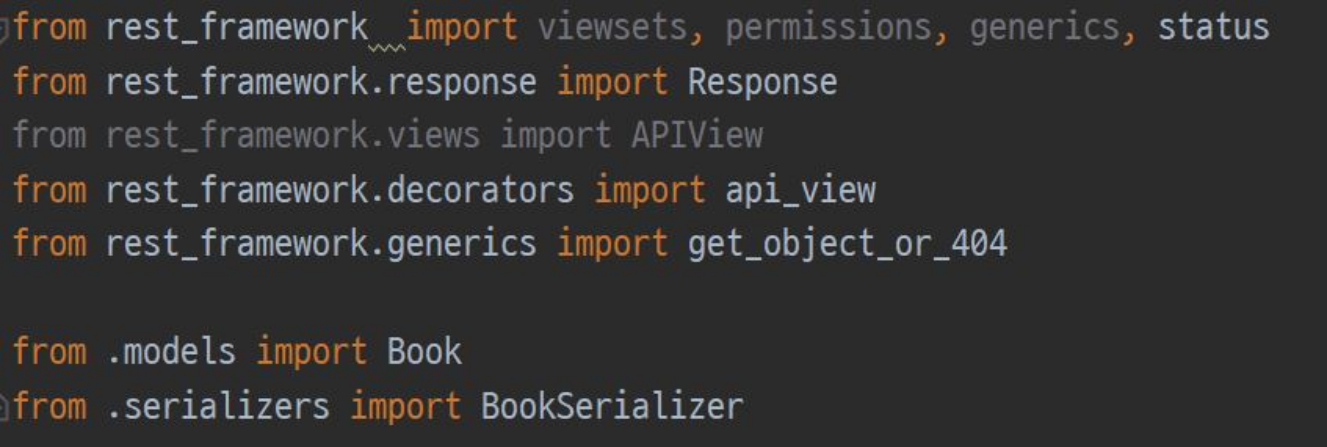 from rest_framework  import viewsets, permissions, generics, status
from rest_framework.response import Response
from rest_framework.views import APIView
from rest_framework.decorators import api_view
from rest_framework.generics import get_object_or_404
from .models import Book
from .serializers import BookSerializer